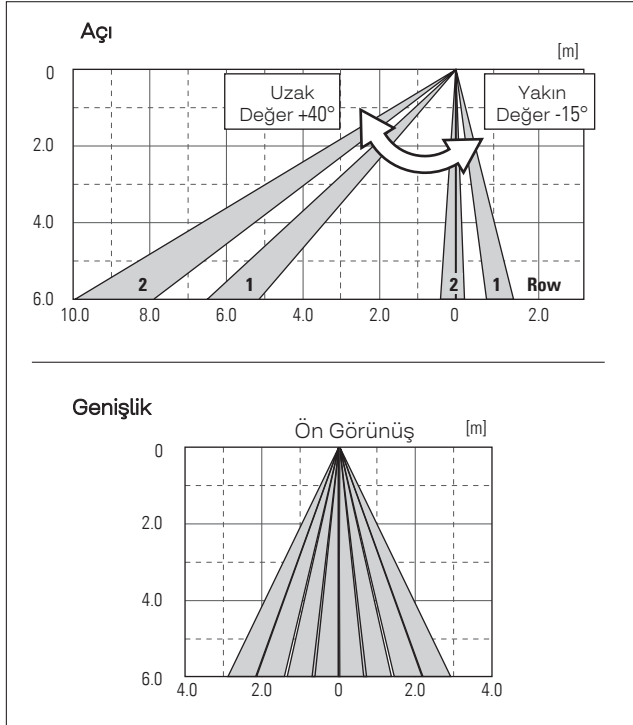 Açı
[m]
0
Uzak
Değer +40°
Yakın
Değer -15°
2.0
4.0
2 1 2 1 Row
6.0
10.0 8.0 6.0 4.0 2.0 0 2.0
Genişlik
Ön Görünüş [m]
0
2.0
4.0
6.0
4.0 2.0 0 2.0 4.0